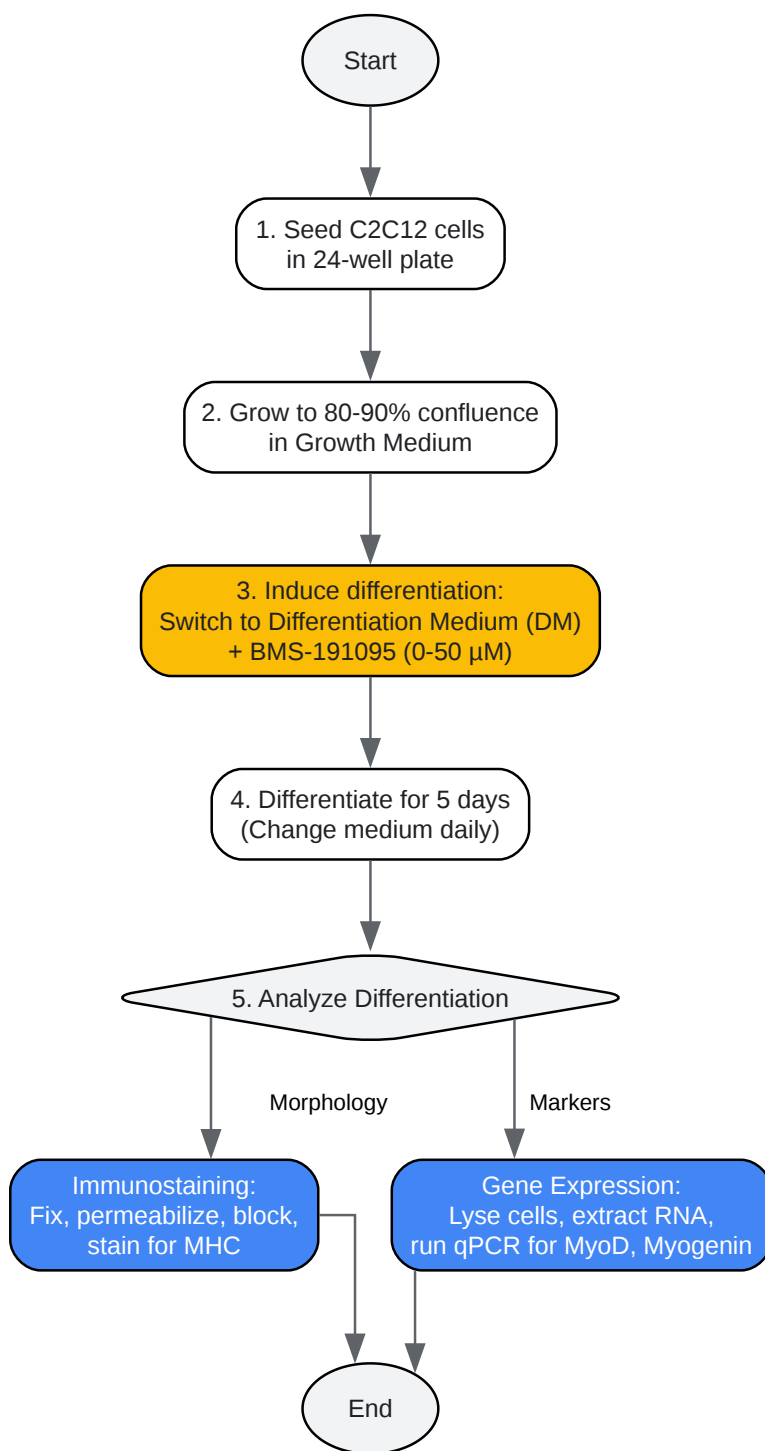 Start
1. Seed C2C12 cells
in 24-well plate
2. Grow to 80-90% confluence
in Growth Medium
3. Induce differentiation:
Switch to Differentiation Medium (DM)
+ BMS-191095 (0-50 µM)
4. Differentiate for 5 days
(Change medium daily)
5. Analyze Differentiation
Morphology
Markers
Immunostaining:
Fix, permeabilize, block,
stain for MHC
Gene Expression:
Lyse cells, extract RNA,
run qPCR for MyoD, Myogenin
End